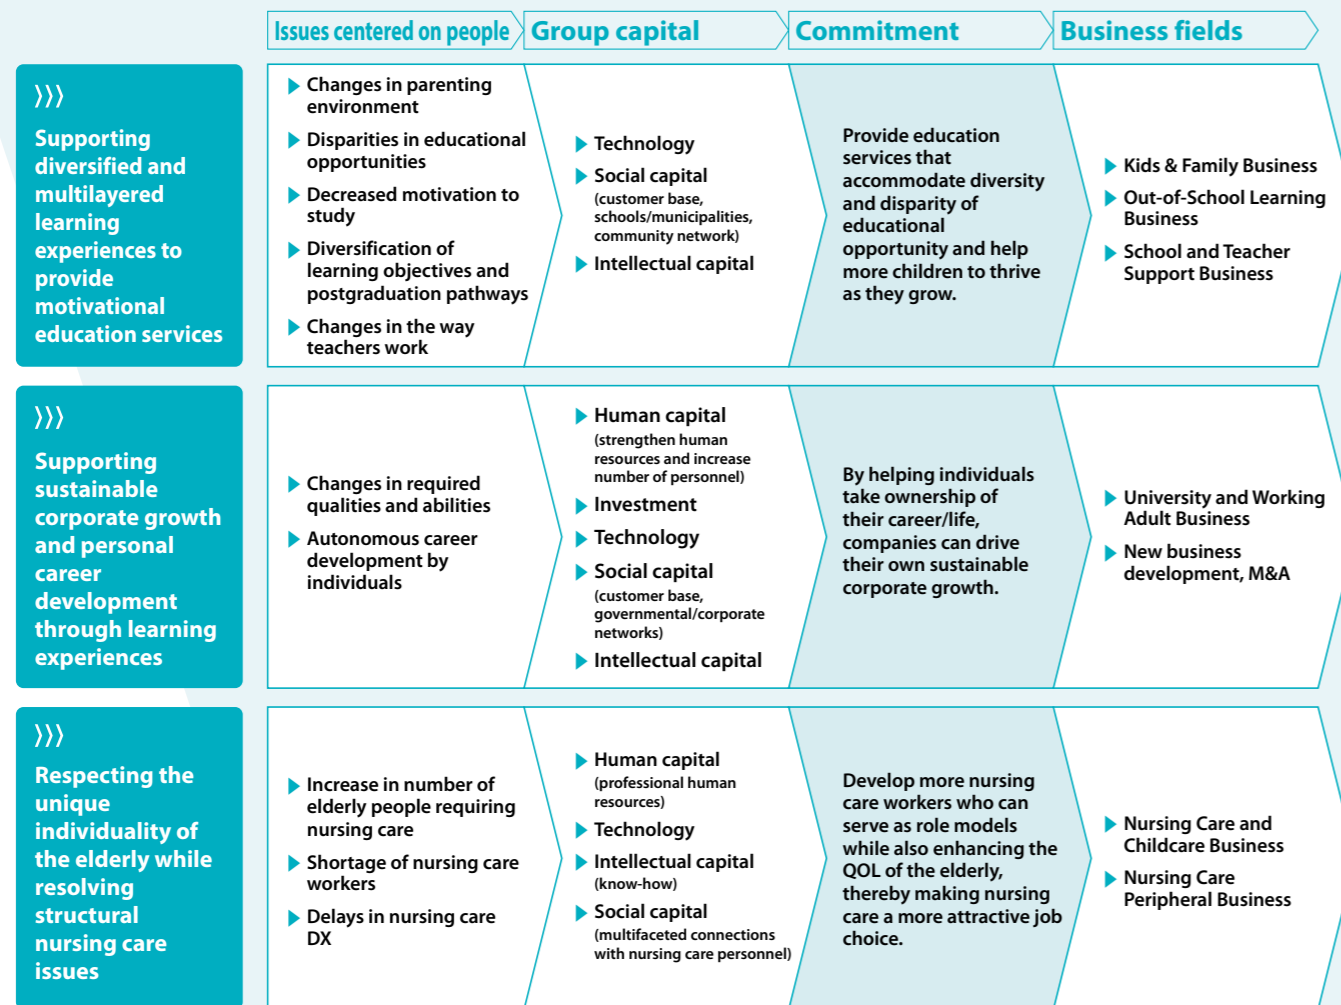 Issues centered on people
Group capital
Commitment
Business fields
Supporting
diversified and
multilayered
learning
experiences to
provide
motivational
education services
Changes in parenting
environment
Disparities in educational
opportunities
Decreased motivation to
study
Diversification of
learning objectives and
postgraduation pathways
Changes in the way
teachers work
Technology
Social capital
(customer base,
schools/municipalities,
community network)
Intellectual capital
Provide education
services that
accommodate diversity
and disparity of
educational
opportunity and help
more children to thrive
as they grow.
Kids & Family Business
Out-of-School Learning
Business
School and Teacher
Support Business
Supporting
sustainable
corporate growth
and personal
career
development
through learning
experiences
Changes in required
qualities and abilities
Autonomous career
development by
individuals
Human capital
(strengthen human
resources and increase
number of personnel)
Investment
Technology
Social capital
(customer base,
governmental/corporate
networks)
Intellectual capital
By helping individuals
take ownership of
their career/life,
companies can drive
their own sustainable
corporate growth.
University and Working
Adult Business
New business
development, M&A
Respecting the
unique
individuality of
the elderly while
resolving
structural
nursing care
issues
Increase in number of
elderly people requiring
nursing care
Shortage of nursing care
workers
Delays in nursing care
DX
Human capital
(professional human
resources)
Technology
Intellectual capital
(know-how)
Social capital
(multifaceted connections
with nursing care personnel)
Develop more nursing
care workers who can
serve as role models
while also enhancing the
QOL of the elderly,
thereby making nursing
care a more attractive job
choice.
Nursing Care and
Childcare Business
Nursing Care
Peripheral Business